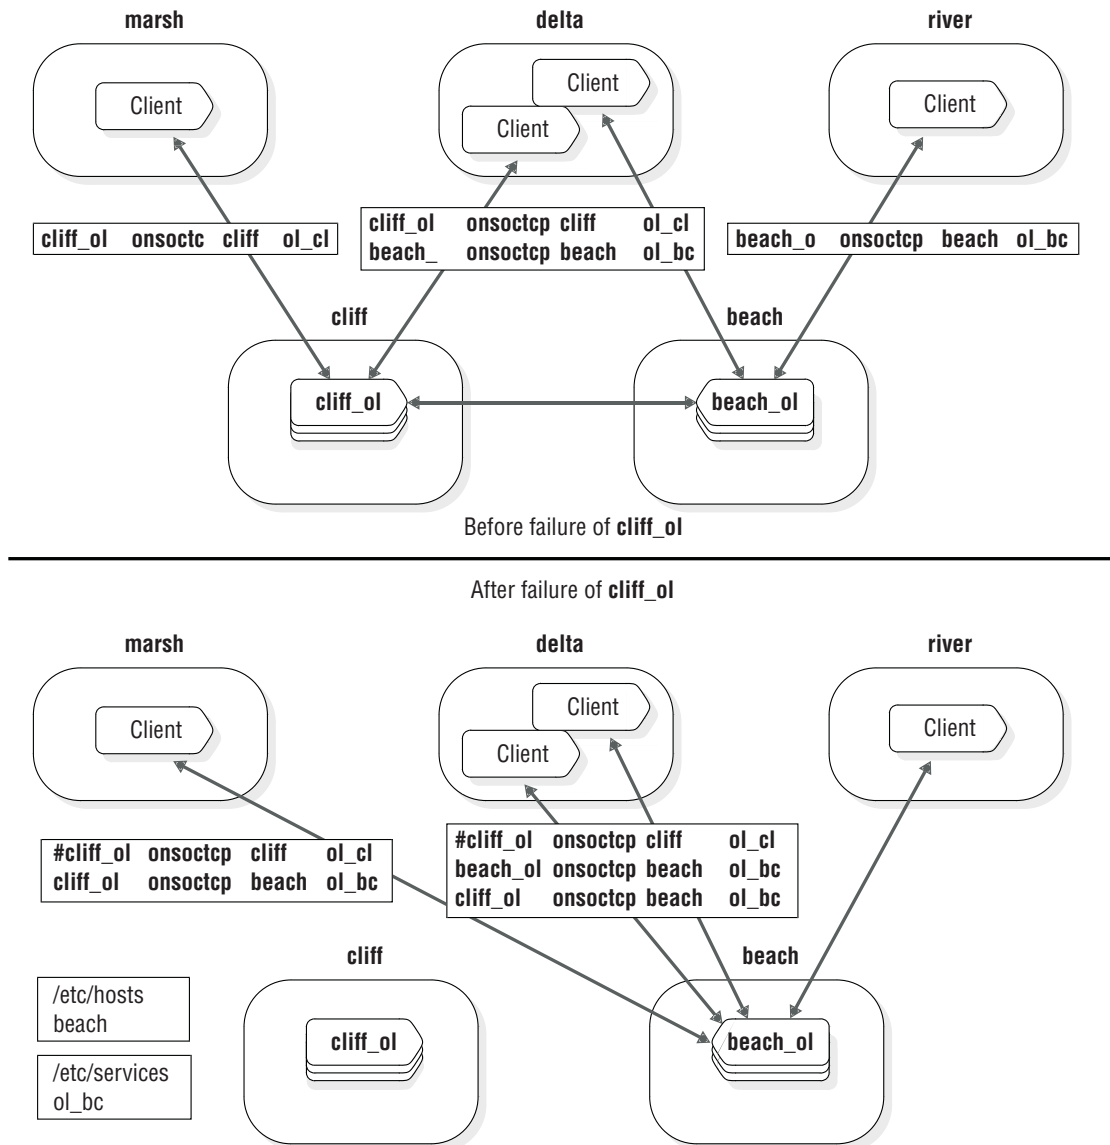 marsh delta river
Client Client Client
Client
cliff_ol onsoctc cliff ol_cl
cliff_ol onsoctcp cliff ol_cl
beach_ onsoctcp beach ol_bc
beach_o onsoctcp beach ol_bc
cliff beach
cliff_ol beach_ol
Before failure of cliff_ol
After failure of cliff_ol
marsh delta river
Client Client Client
Client
#cliff_ol onsoctcp cliff ol_cl
cliff_ol onsoctcp beach ol_bc
#cliff_ol onsoctcp cliff ol_cl
beach_ol onsoctcp beach ol_bc
cliff_ol onsoctcp beach ol_bc
cliff beach
/etc/hosts
beach
cliff_ol beach_ol
/etc/services
ol_bc